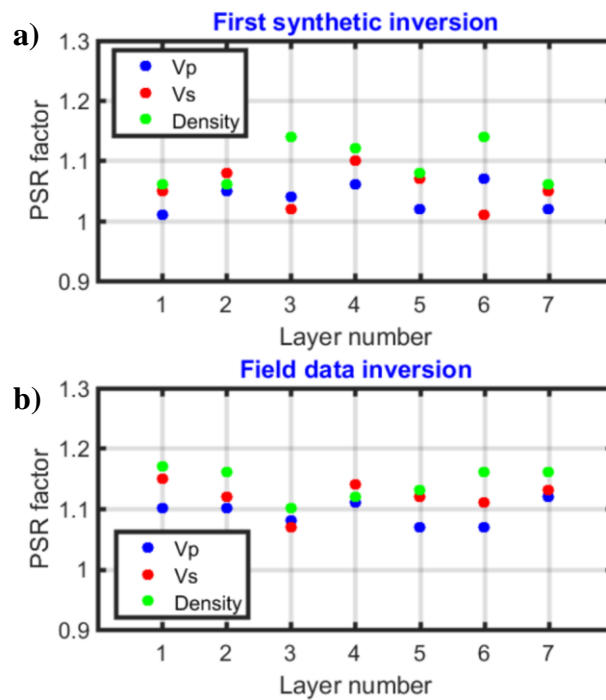 a)
First synthetic inversion
1.3
1.2
1.1
1
0.9
PSR factor
Vp
Vs
Density
1 2 3 4 5 6 7
Layer number
b)
Field data inversion
1.3
1.2
1.1
1
0.9
PSR factor
Vp
Vs
Density
1 2 3 4 5 6 7
Layer number